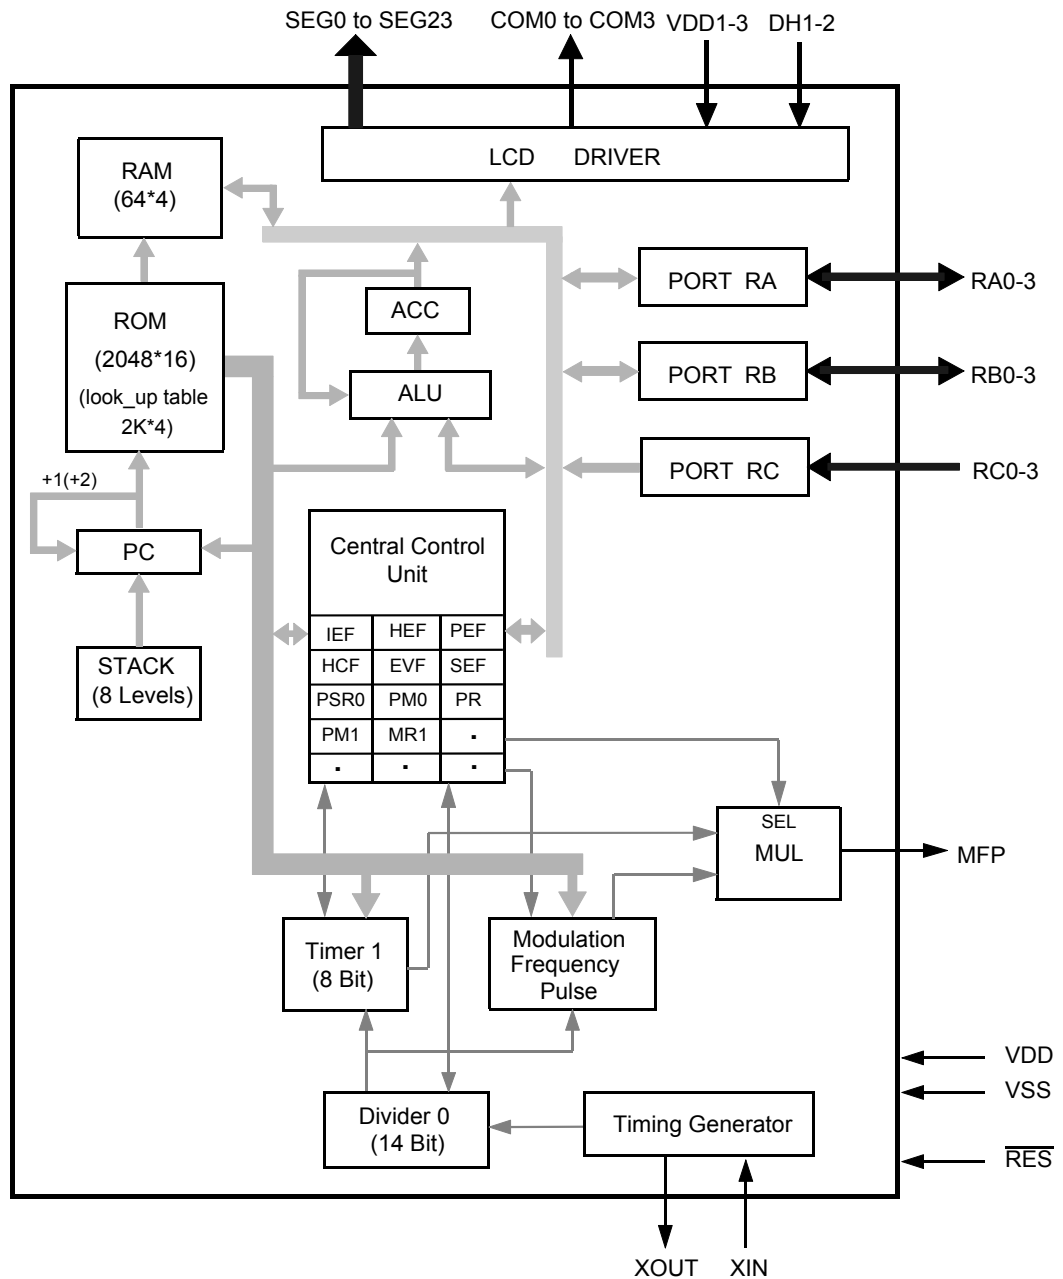 SEG0 to SEG23
COM0 to COM3
VDD1-3
DH1-2
LCD DRIVER
RAM
(64*4)
ROM
(2048*16)
(look_up table
2K*4)
ACC
ALU
PORT RA
RA0-3
PORT RB
RB0-3
PORT RC
RC0-3
+1(+2)
PC
STACK
(8 Levels)
Central Control
Unit
IEF HEF PEF
HCF EVF SEF
PSR0 PM0 PR
PM1 MR1 .
. . .
SEL
MUL
MFP
Timer 1
(8 Bit)
Modulation
Frequency
Pulse
Divider 0
(14 Bit)
Timing Generator
VDD
VSS
RES
XOUT
XIN